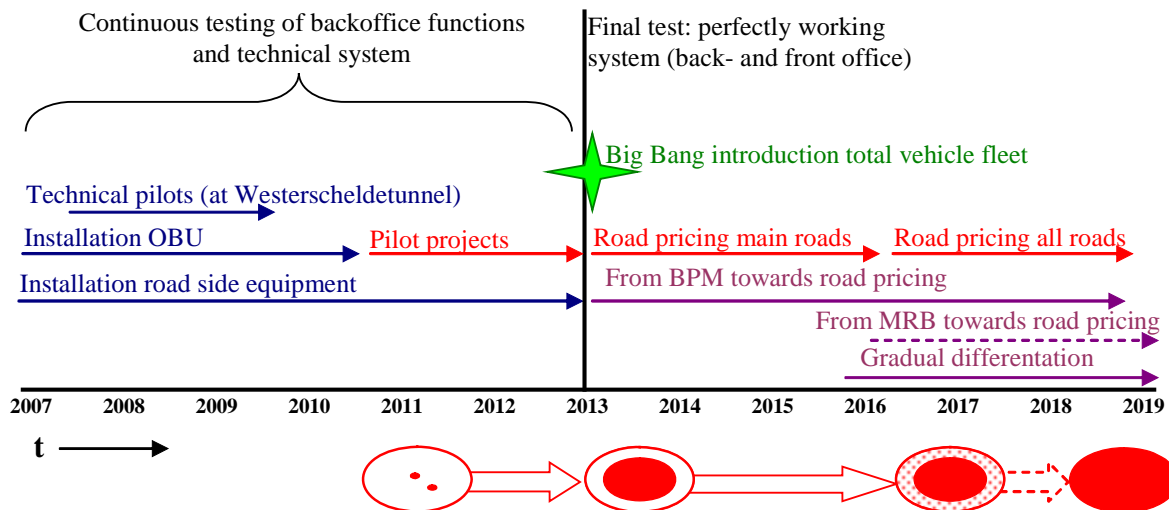 Continuous testing of backoffice functions
and technical system
Final test: perfectly working
system (back- and front office)
Big Bang introduction total vehicle fleet
Technical pilots (at Westerscheldetunnel)
Installation OBU
Pilot projects
Road pricing main roads
Road pricing all roads
Installation road side equipment
From BPM towards road pricing
From MRB towards road pricing
Gradual differentation
2007 2008 2009 2010 2011 2012 2013 2014 2015 2016 2017 2018 2019
t